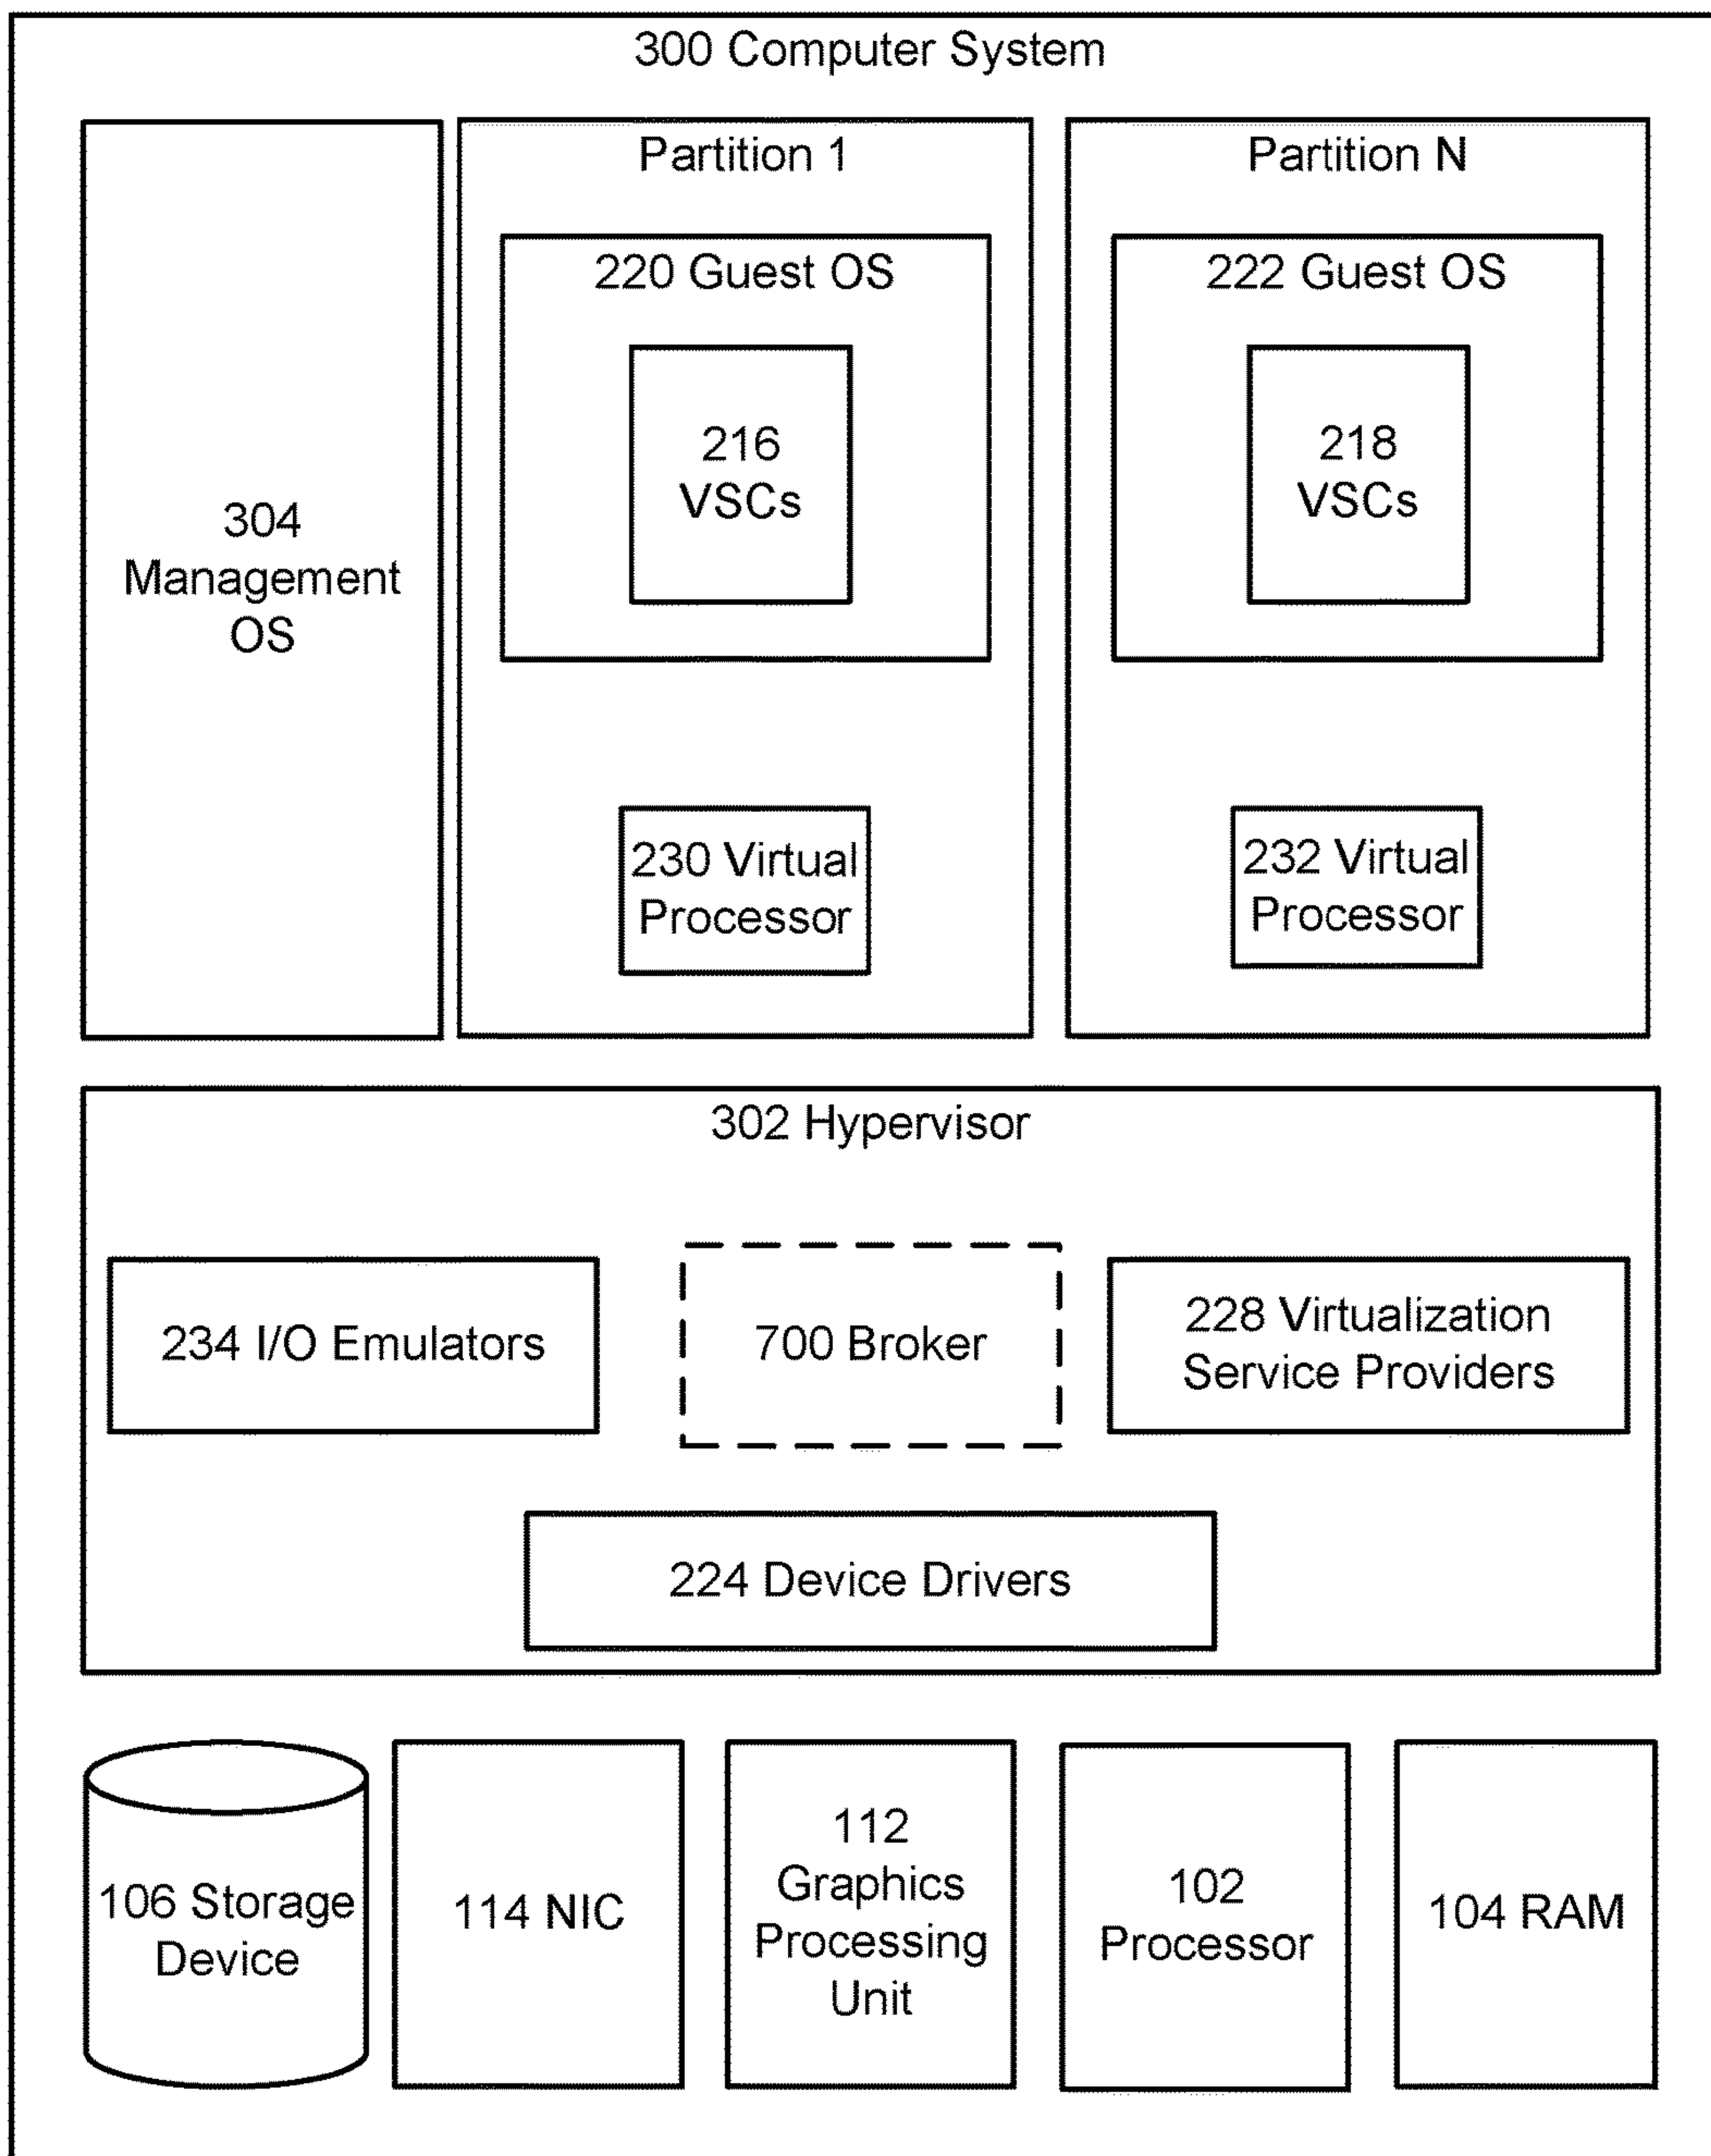 300 Computer System
304
Management
OS
Partition 1
220 Guest OS
216
VSCs
230 Virtual
Processor
Partition N
222 Guest OS
218
VSCs
232 Virtual
Processor
302 Hypervisor
234 I/O Emulators
700 Broker
228 Virtualization
Service Providers
224 Device Drivers
106 Storage
Device
114 NIC
112
Graphics
Processing
Unit
102
Processor
104 RAM